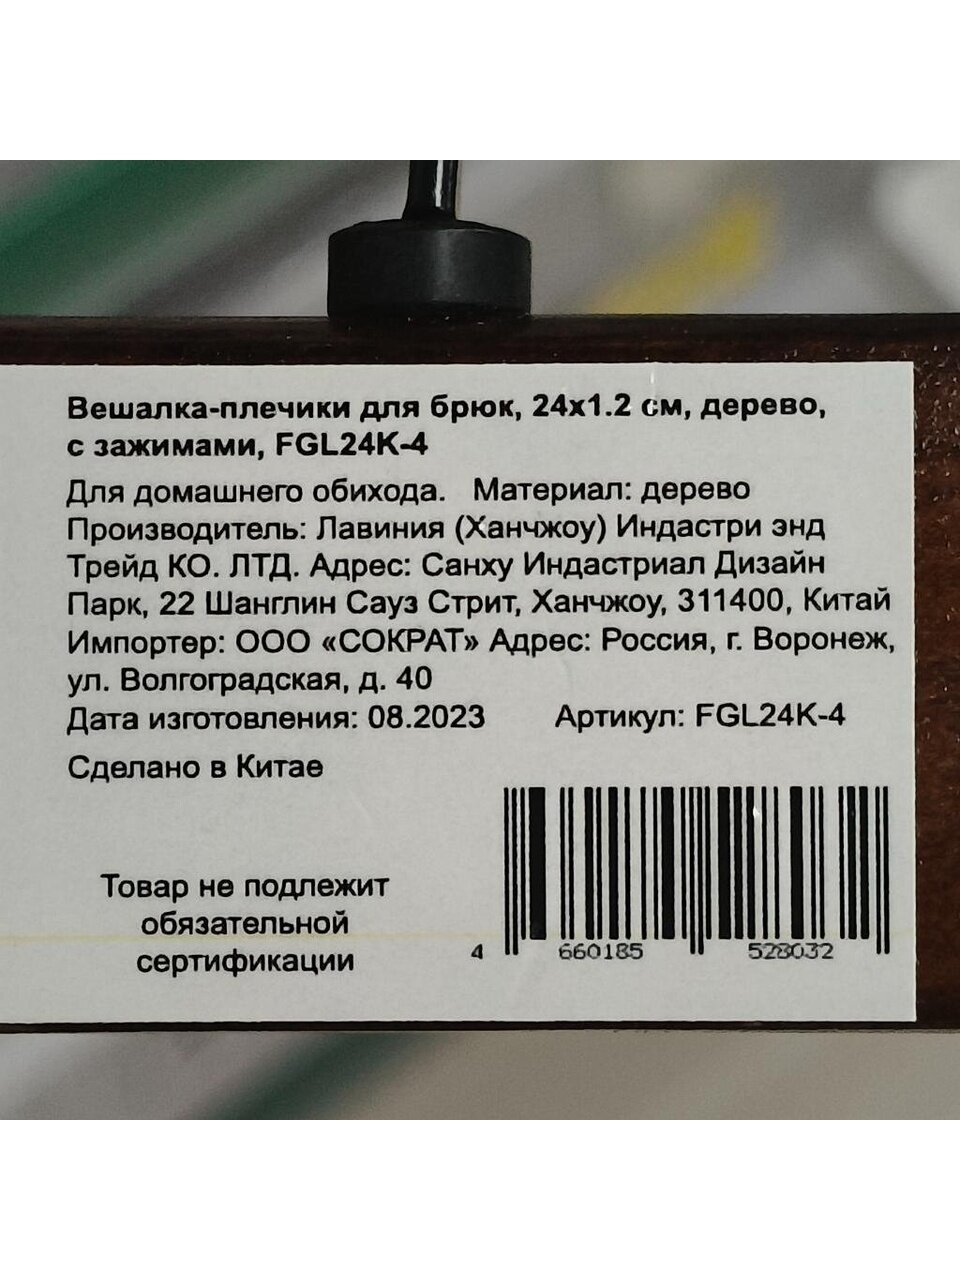 Вешалка-плечики для брюк, 24х1.2 см, дерево,
с зажимами, FGL24K-4
Для домашнего обихода. Материал: дерево
Производитель: Лавиния (Ханчжоу) Индастри энд
Трейд КО. ЛТД. Адрес: Санху Индастриал Дизайн
Парк, 22 Шанглин Сауз Стрит, Ханчжоу, 311400, Китай
Импортер: ООО «СОКРАТ» Адрес: Россия, г. Воронеж,
ул. Волгоградская, д. 40
Дата изготовления: 08.2023 Артикул: FGL24K-4
Сделано в Китае
Товар не подлежит
обязательной
сертификации
4 660185 528032